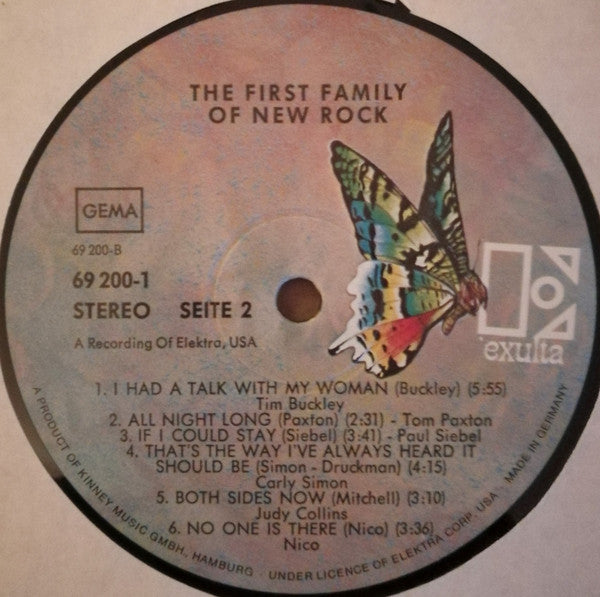 THE FIRST FAMILY
OF NEW ROCK
GEMA
69 200-B
69 200-1
STEREO SEITE 2
A Recording Of Elektra, USA
exulta
1. I HAD A TALK WITH MY WOMAN (Buckley) (5:55)
Tim Buckley
2. ALL NIGHT LONG (Paxton) (2:31) - Tom Paxton
3. IF I COULD STAY (Siebel) (3:41) - Paul Siebel
4. THAT'S THE WAY I'VE ALWAYS HEARD IT
SHOULD BE (Simon - Druckman) (4:15)
Carly Simon
5. BOTH SIDES NOW (Mitchell) (3:10)
Judy Collins
6. NO ONE IS THERE (Nico) (3:36)
Nico
A PRODUCT OF KINNEY MUSIC GMBH., HAMBURG · UNDER LICENCE OF ELEKTRA CORP. USA · MADE IN GERMANY